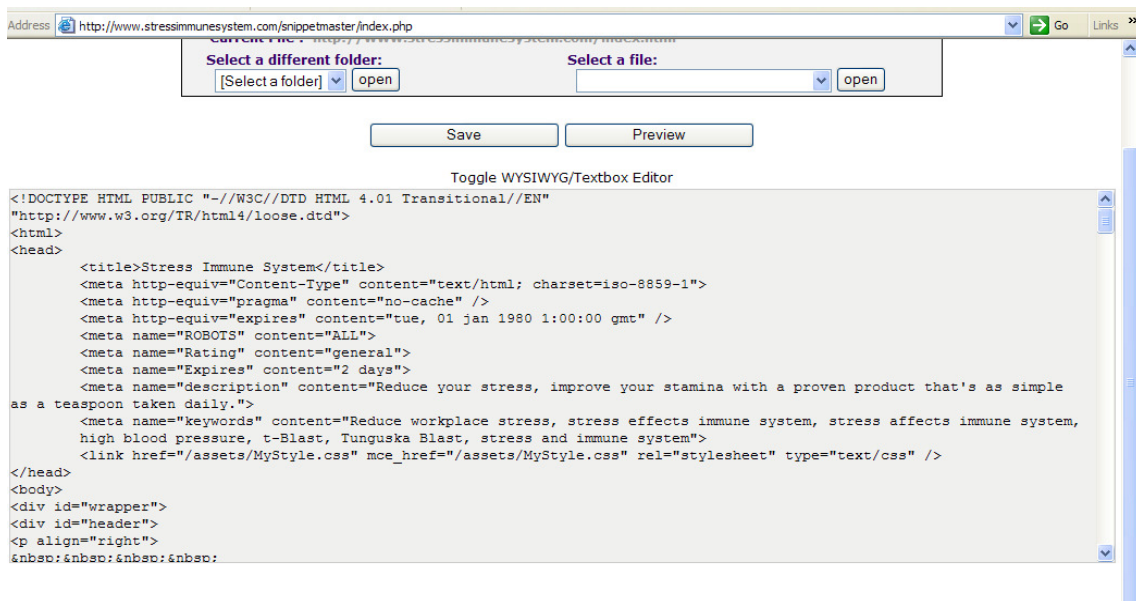 Address http://www.stressimmunesystem.com/snippetmaster/index.php Go Links »
Current File : http://www.stressimmunesystem.com/index.html
Select a different folder: Select a file:
[Select a folder] open open
Save Preview
Toggle WYSIWYG/Textbox Editor
<!DOCTYPE HTML PUBLIC "-//W3C//DTD HTML 4.01 Transitional//EN"
"http://www.w3.org/TR/html4/loose.dtd">
<html>
<head>
<title>Stress Immune System</title>
<meta http-equiv="Content-Type" content="text/html; charset=iso-8859-1">
<meta http-equiv="pragma" content="no-cache" />
<meta http-equiv="expires" content="tue, 01 jan 1980 1:00:00 gmt" />
<meta name="ROBOTS" content="ALL">
<meta name="Rating" content="general">
<meta name="Expires" content="2 days">
<meta name="description" content="Reduce your stress, improve your stamina with a proven product that's as simple
as a teaspoon taken daily.">
<meta name="keywords" content="Reduce workplace stress, stress effects immune system, stress affects immune system,
high blood pressure, t-Blast, Tunguska Blast, stress and immune system">
<link href="/assets/MyStyle.css" mce_href="/assets/MyStyle.css" rel="stylesheet" type="text/css" />
</head>
<body>
<div id="wrapper">
<div id="header">
<p align="right">
&nbsp;&nbsp;&nbsp;&nbsp;